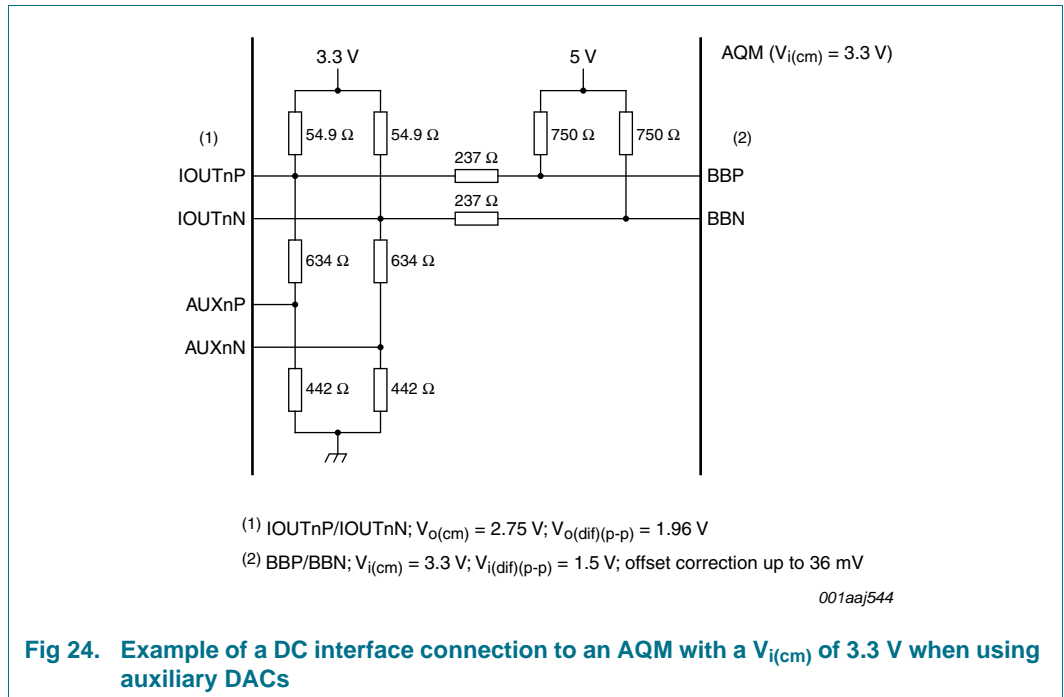 3.3 V
5 V
AQM (Vi(cm) = 3.3 V)
(1)
54.9 Ω
54.9 Ω
750 Ω
750 Ω
(2)
237 Ω
IOUTnP
BBP
237 Ω
IOUTnN
BBN
634 Ω
634 Ω
AUXnP
AUXnN
442 Ω
442 Ω
(1) IOUTnP/IOUTnN; Vo(cm) = 2.75 V; Vo(dif)(p-p) = 1.96 V
(2) BBP/BBN; Vi(cm) = 3.3 V; Vi(dif)(p-p) = 1.5 V; offset correction up to 36 mV
001aaj544
Fig 24. Example of a DC interface connection to an AQM with a Vi(cm) of 3.3 V when using
auxiliary DACs